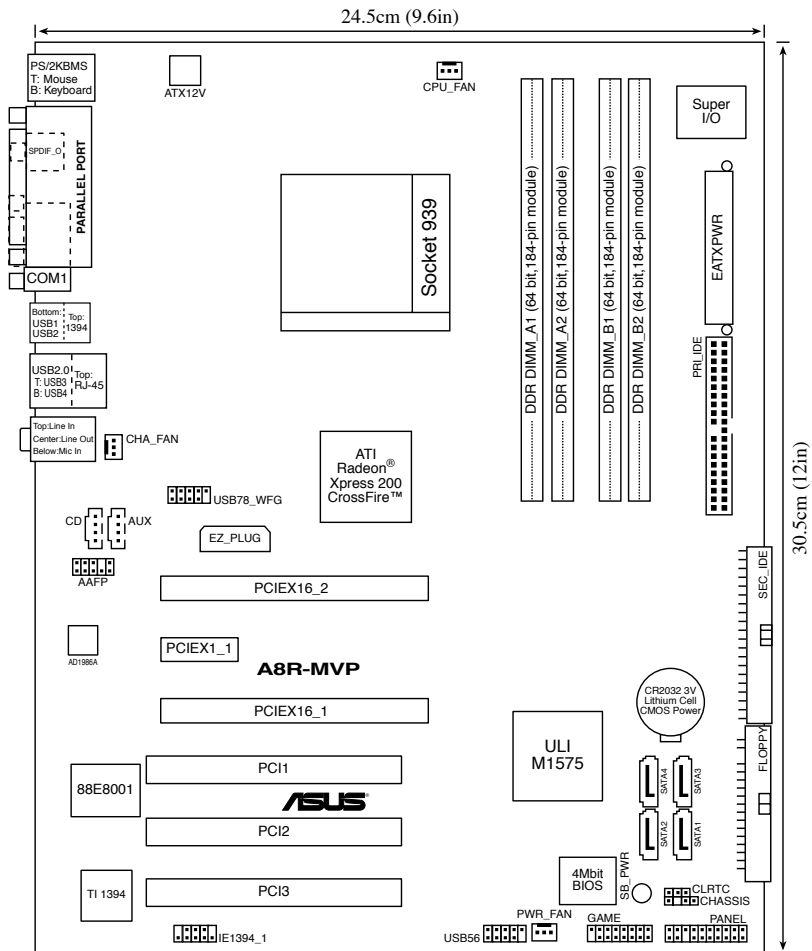 24.5cm (9.6in)
PS/2KBMS
T: Mouse
B: Keyboard
ATX12V
CPU_FAN
Super
I/O
SPDIF_O
PARALLEL PORT
Socket 939
DDR DIMM_A1 (64 bit,184-pin module)
DDR DIMM_A2 (64 bit,184-pin module)
DDR DIMM_B1 (64 bit,184-pin module)
DDR DIMM_B2 (64 bit,184-pin module)
EATXPWR
COM1
Bottom:
USB1
USB2
Top:
1394
PRI_IDE
USB2.0
T: USB3
B: USB4
Top:
RJ-45
Top:Line In
Center:Line Out
Below:Mic In
CHA_FAN
ATI
Radeon®
Xpress 200
CrossFire™
30.5cm (12in)
USB78_WFG
CD
AUX
EZ_PLUG
AAFP
SEC_IDE
PCIEX16_2
AD1986A
PCIEX1_1
A8R-MVP
CR2032 3V
Lithium Cell
CMOS Power
PCIEX16_1
ULI
M1575
FLOPPY
PCI1
SATA4
SATA3
88E8001
ASUS®
PCI2
SATA2
SATA1
4Mbit
BIOS
SB_PWR
TI 1394
PCI3
CLRTC
CHASSIS
IE1394_1
USB56
PWR_FAN
GAME
PANEL